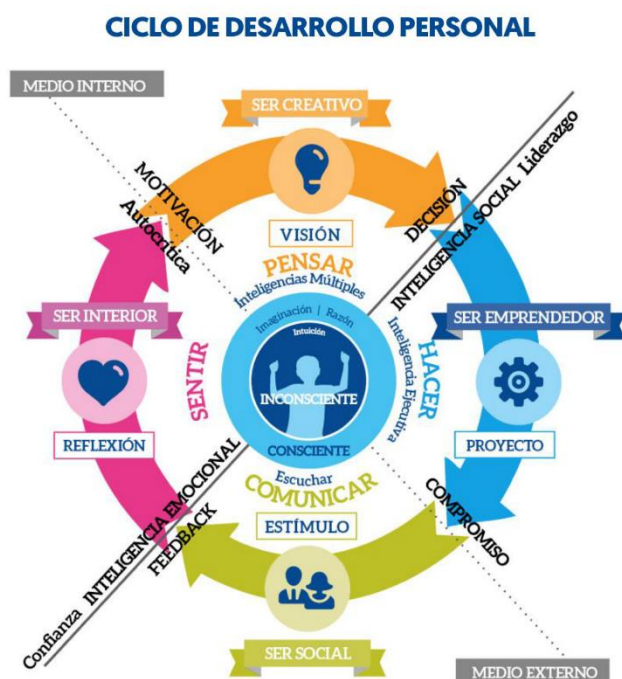 CICLO DE DESARROLLO PERSONAL
MEDIO INTERNO
SER CREATIVO
MOTIVACIÓN
Autocrítica
DECISIÓN
INTELIGENCIA SOCIAL Liderazgo
VISIÓN
PENSAR
Inteligencias Múltiples
SER INTERIOR
SENTIR
REFLEXIÓN
Imaginación | Razón
Intuición
INCONSCIENTE
CONSCIENTE
HACER
Inteligencia Ejecutiva
SER EMPRENDEDOR
PROYECTO
Escuchar
COMUNICAR
ESTÍMULO
COMPROMISO
Confianza INTELIGENCIA EMOCIONAL
FEEDBACK
SER SOCIAL
MEDIO EXTERNO